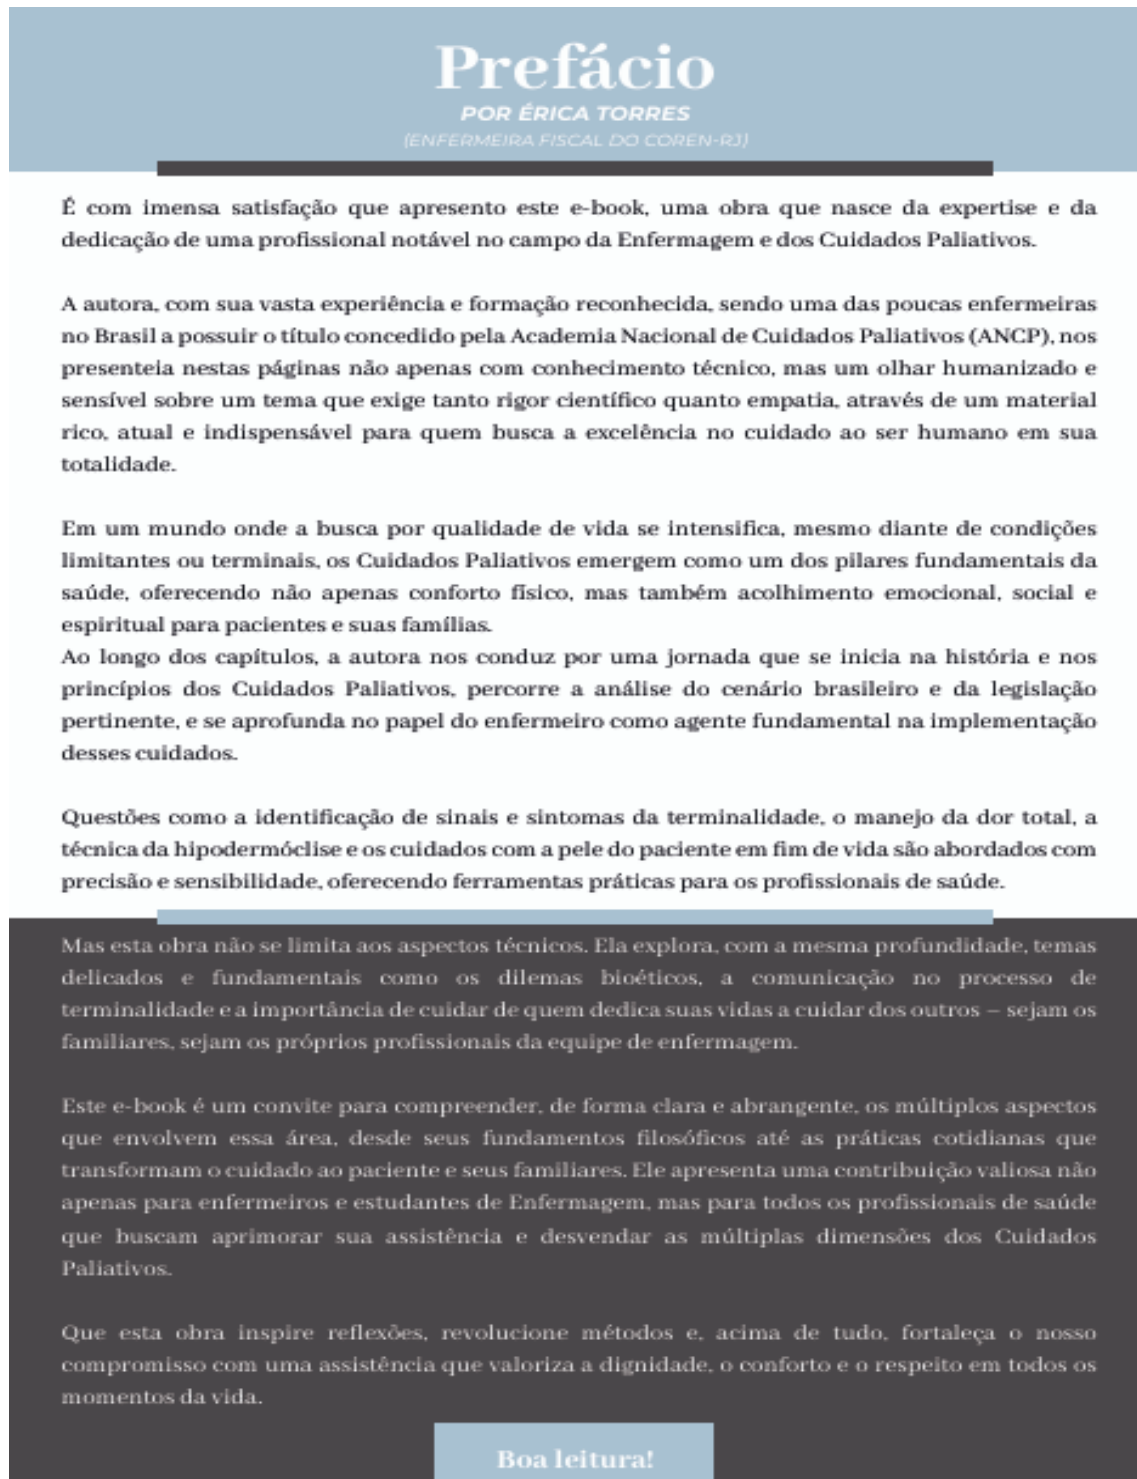 Prefácio
POR ÉRICA TORRES
(ENFERMEIRA FISCAL DO COREN-RJ)
É com imensa satisfação que apresento este e-book, uma obra que nasce da expertise e da
dedicação de uma profissional notável no campo da Enfermagem e dos Cuidados Paliativos.
A autora, com sua vasta experiência e formação reconhecida, sendo uma das poucas enfermeiras
no Brasil a possuir o título concedido pela Academia Nacional de Cuidados Paliativos (ANCP), nos
presenteia nestas páginas não apenas com conhecimento técnico, mas um olhar humanizado e
sensível sobre um tema que exige tanto rigor científico quanto empatia, através de um material
rico, atual e indispensável para quem busca a excelência no cuidado ao ser humano em sua
totalidade.
Em um mundo onde a busca por qualidade de vida se intensifica, mesmo diante de condições
limitantes ou terminais, os Cuidados Paliativos emergem como um dos pilares fundamentais da
saúde, oferecendo não apenas conforto físico, mas também acolhimento emocional, social e
espiritual para pacientes e suas famílias.
Ao longo dos capítulos, a autora nos conduz por uma jornada que se inicia na história e nos
princípios dos Cuidados Paliativos, percorre a análise do cenário brasileiro e da legislação
pertinente, e se aprofunda no papel do enfermeiro como agente fundamental na implementação
desses cuidados.
Questões como a identificação de sinais e sintomas da terminalidade, o manejo da dor total, a
técnica da hipodermóclise e os cuidados com a pele do paciente em fim de vida são abordados com
precisão e sensibilidade, oferecendo ferramentas práticas para os profissionais de saúde.
Mas esta obra não se limita aos aspectos técnicos. Ela explora, com a mesma profundidade, temas
delicados e fundamentais como os dilemas bioéticos, a comunicação no processo de
terminalidade e a importância de cuidar de quem dedica suas vidas a cuidar dos outros – sejam os
familiares, sejam os próprios profissionais da equipe de enfermagem.
Este e-book é um convite para compreender, de forma clara e abrangente, os múltiplos aspectos
que envolvem essa área, desde seus fundamentos filosóficos até as práticas cotidianas que
transformam o cuidado ao paciente e seus familiares. Ele apresenta uma contribuição valiosa não
apenas para enfermeiros e estudantes de Enfermagem, mas para todos os profissionais de saúde
que buscam aprimorar sua assistência e desvendar as múltiplas dimensões dos Cuidados
Paliativos.
Que esta obra inspire reflexões, revolucione métodos e, acima de tudo, fortaleça o nosso
compromisso com uma assistência que valoriza a dignidade, o conforto e o respeito em todos os
momentos da vida.
Boa leitura!